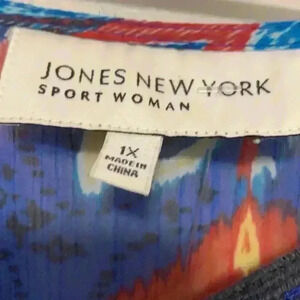 JONES NEW YORK
SPORT WOMAN
1X
MADE IN
CHINA